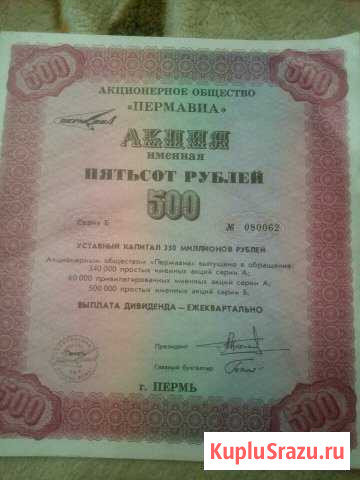 500 500
АКЦИОНЕРНОЕ ОБЩЕСТВО
«ПЕРМАВИА»
АКЦИЯ
именная
ПЯТЬСОТ РУБЛЕЙ
500
Серия Б № 080062
УСТАВНЫЙ КАПИТАЛ 350 МИЛЛИОНОВ РУБЛЕЙ
Акционерным обществом «Пермавиа» выпущено в обращение:
340 000 простых именных акций серии А;
60 000 привилегированных именных акций серии А;
500 000 простых именных акций серии Б;
ВЫПЛАТА ДИВИДЕНДА — ЕЖЕКВАРТАЛЬНО
Президент
Главный бухгалтер
г. ПЕРМЬ
500 500
KupluSrazu.ru